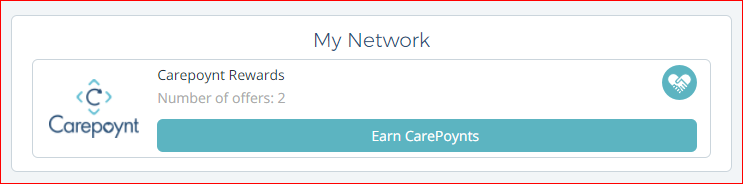 My Network
Carepoynt Rewards
Number of offers: 2
C
Carepoynt
Earn CarePoynts